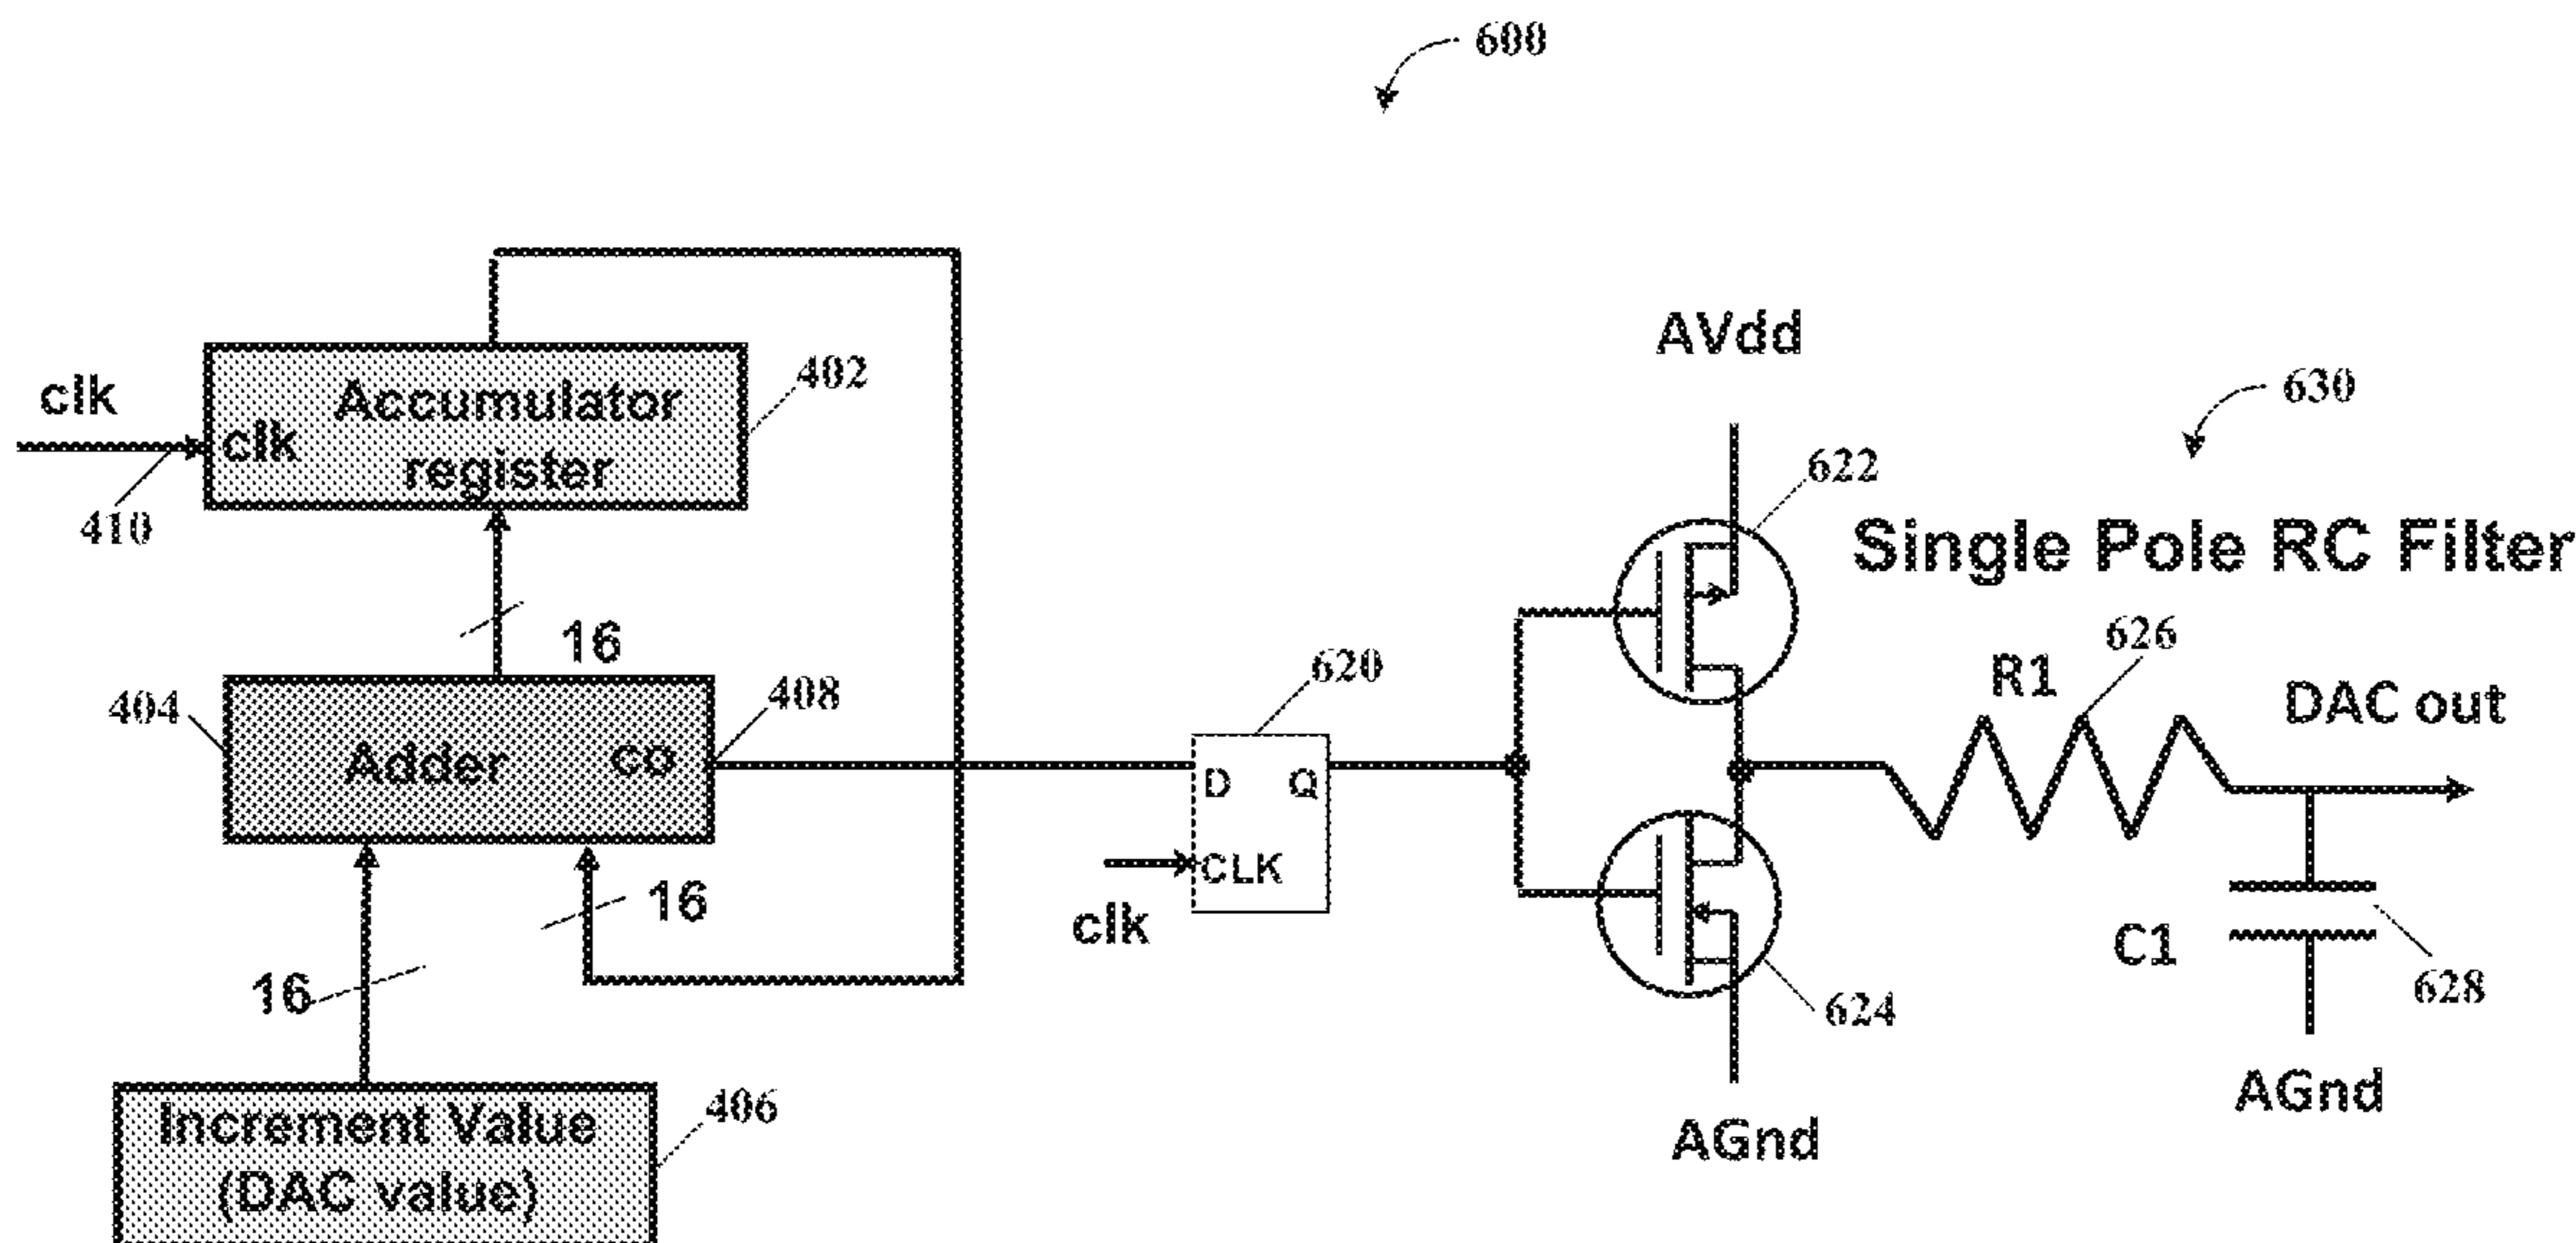 600
AVdd
630
clk
clk
Accumulator
register
402
410
622
Single Pole RC Filter
16
626
R1
620
DAC out
404
Adder
co
408
D
Q
CLK
clk
16
16
C1
628
624
AGnd
AGnd
Increment Value
(DAC value)
406